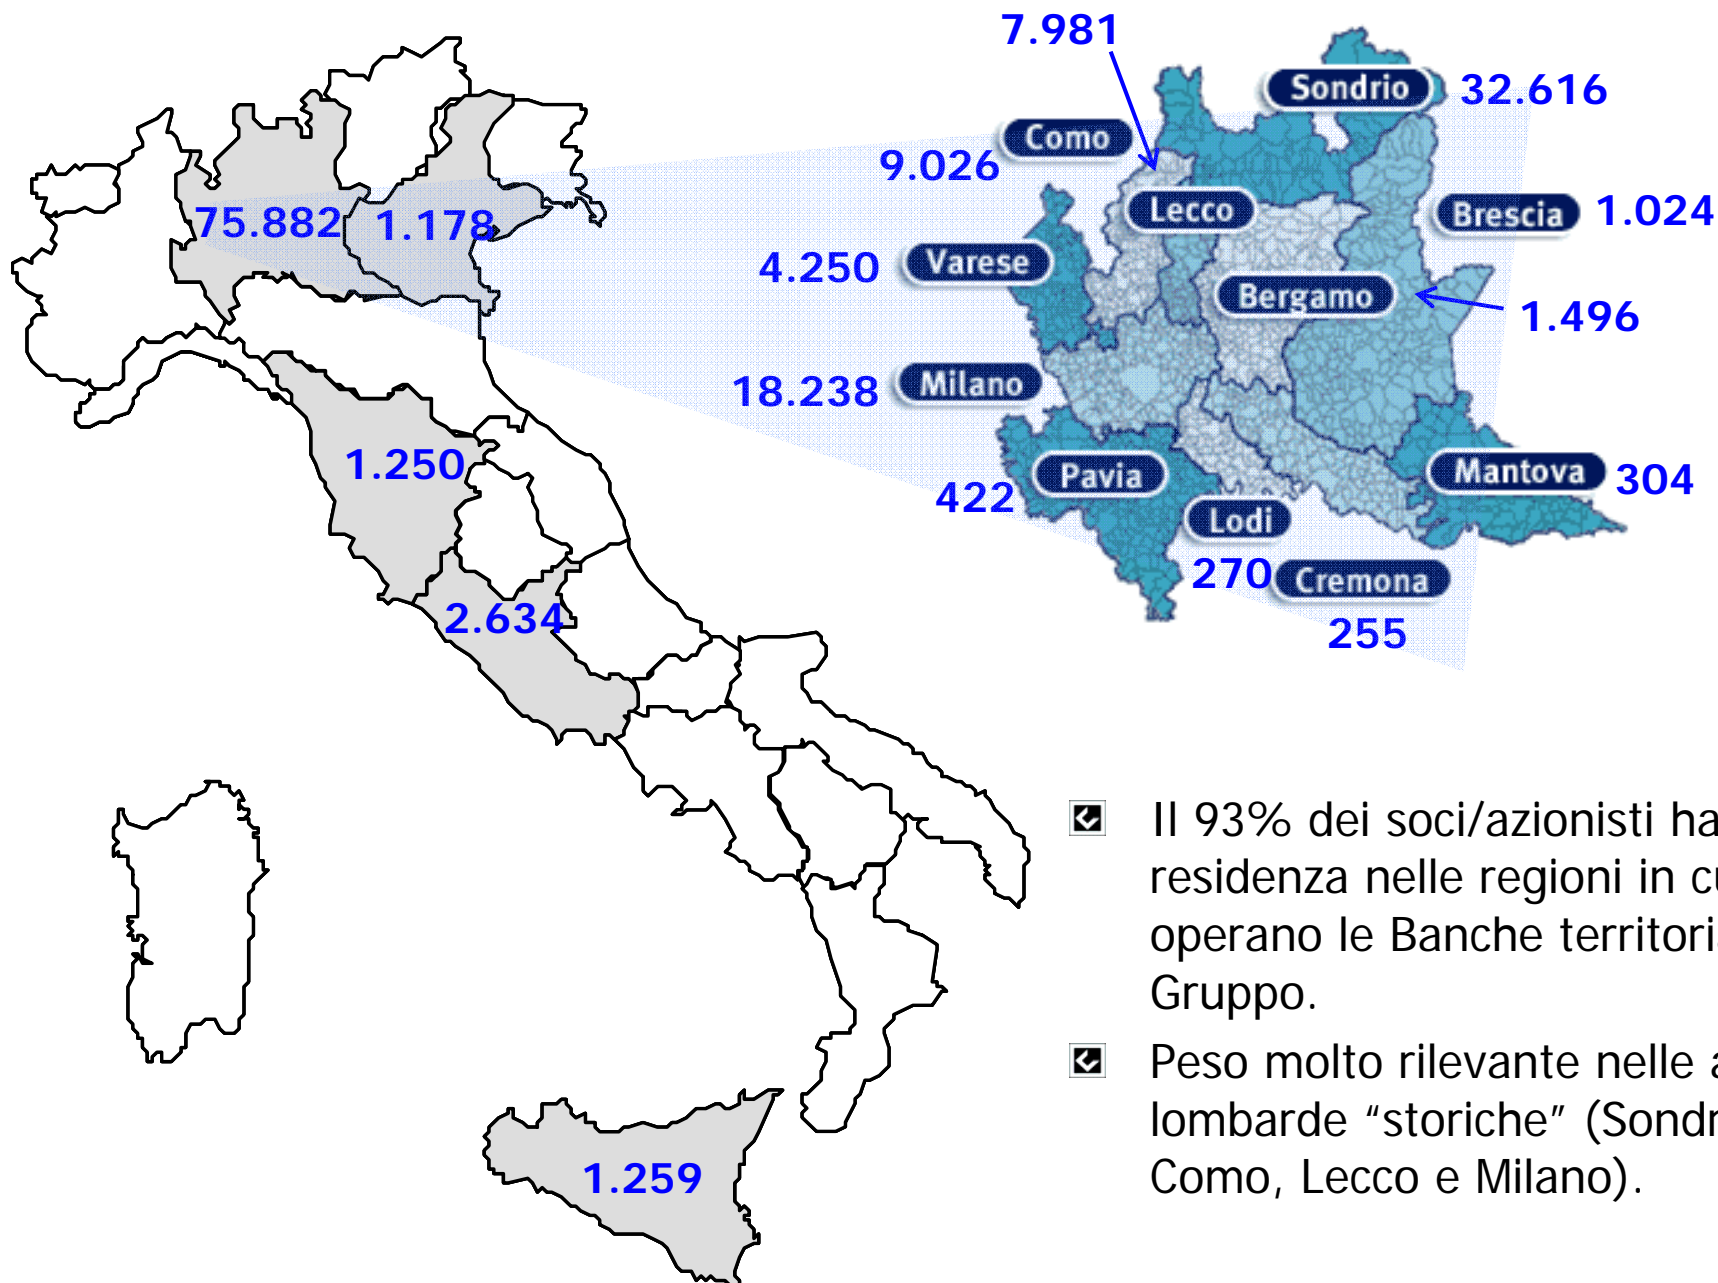 7.981
Sondrio 32.616
Como
9.026
Lecco
Brescia 1.024
75.882 1.178
4.250 Varese
Bergamo
1.496
18.238 Milano
1.250
Pavia
Mantova 304
422
Lodi
270 Cremona
2.634
255
Il 93% dei soci/azionisti ha
residenza nelle regioni in cu
operano le Banche territoria
Gruppo.
Peso molto rilevante nelle a
lombarde “storiche” (Sondr
Como, Lecco e Milano).
1.259